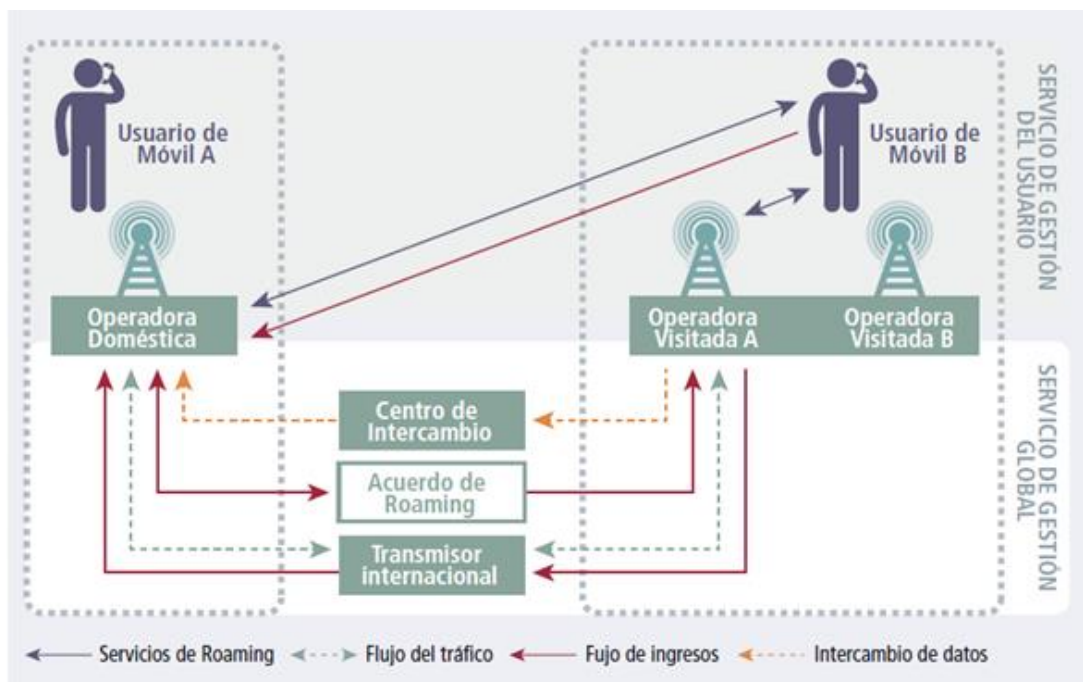 Usuario de
Móvil A
Usuario de
Móvil B
SERVICIO DE GESTIÓN
DEL USUARIO
Operadora
Doméstica
Operadora
Visitada A
Operadora
Visitada B
Centro de
Intercambio
Acuerdo de
Roaming
Transmisor
internacional
SERVICIO DE GESTIÓN
GLOBAL
Servicios de Roaming
Flujo del tráfico
Fujo de ingresos
Intercambio de datos